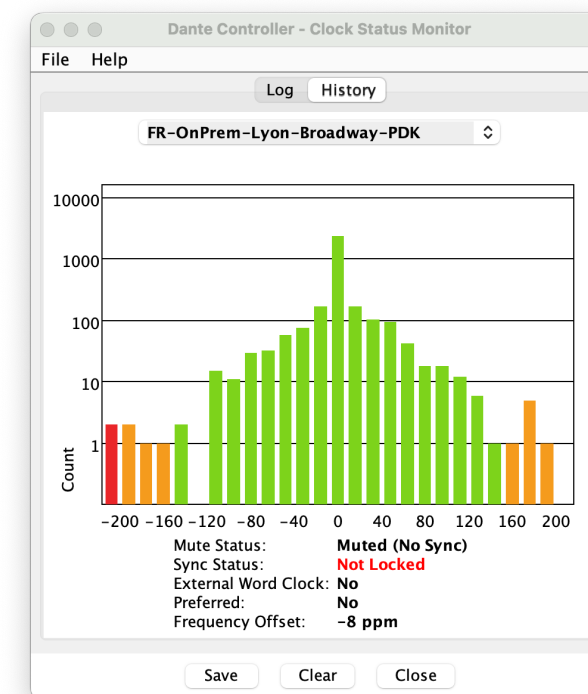 Dante Controller - Clock Status Monitor
File Help
Log History
FR-OnPrem-Lyon-Broadway-PDK
10000
1000
100
10
1
Count
-200 -160 -120 -80 -40 0 40 80 120 160 200
Mute Status: Muted (No Sync)
Sync Status: Not Locked
External Word Clock: No
Preferred: No
Frequency Offset: -8 ppm
Save Clear Close